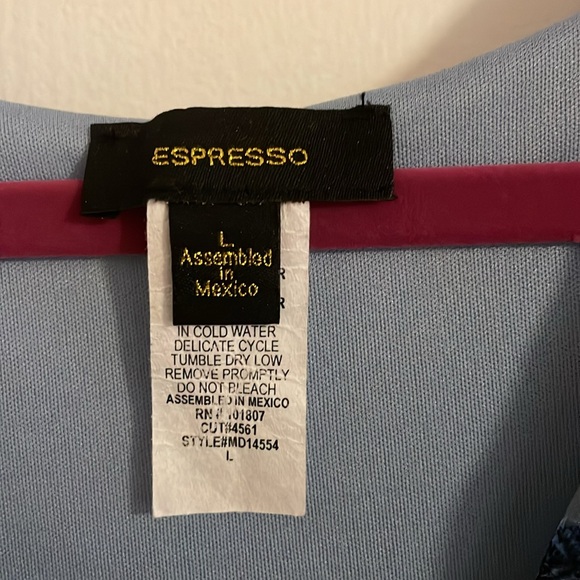 ESPRESSO
L
Assembled
in
Mexico
R
R
IN COLD WATER
DELICATE CYCLE
TUMBLE DRY LOW
REMOVE PROMPTLY
DO NOT BLEACH
ASSEMBLED IN MEXICO
RN # 101807
CUT#4561
STYLE#MD14554
L